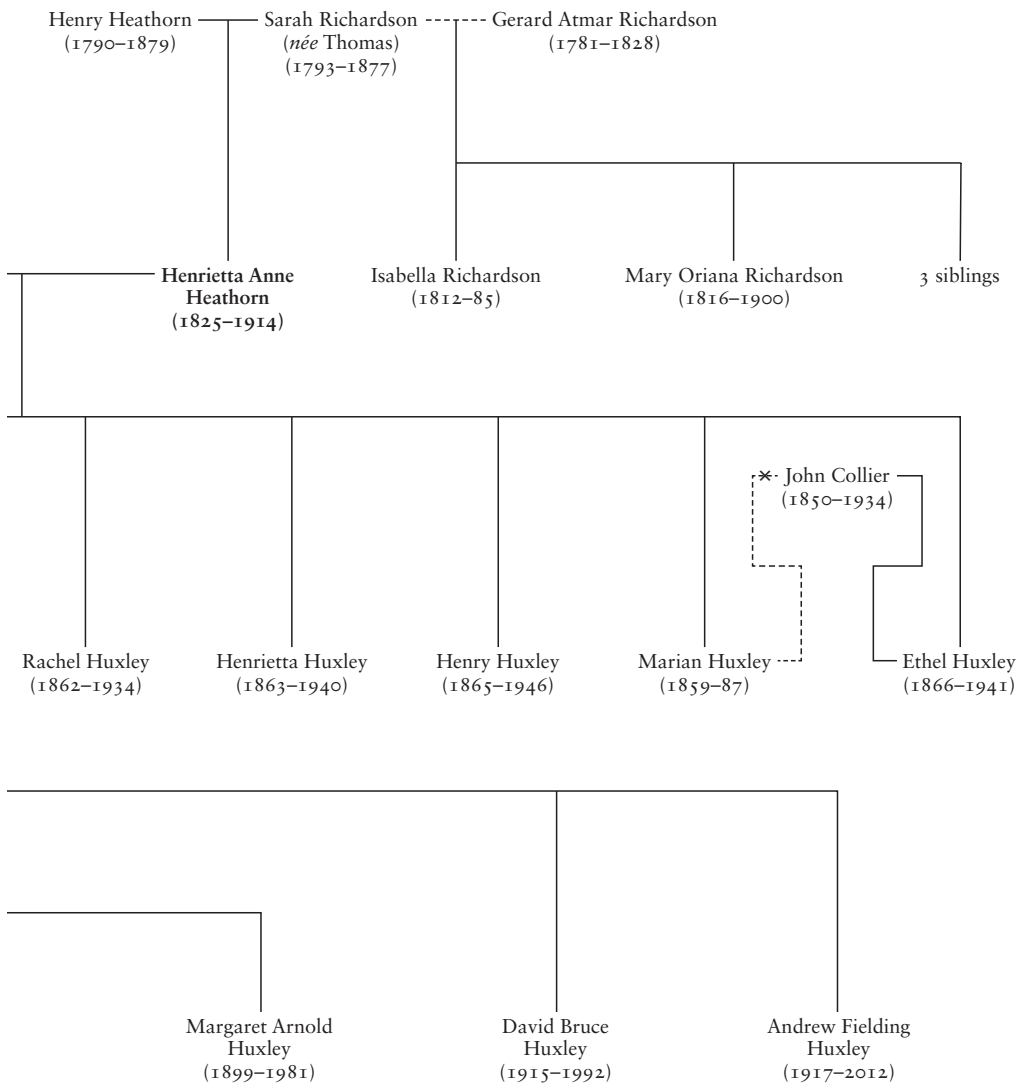 Henry Heathorn
(1790–1879)
Sarah Richardson
(née Thomas)
(1793–1877)
Gerard Atmar Richardson
(1781–1828)
Henrietta Anne
Heathorn
(1825–1914)
Isabella Richardson
(1812–85)
Mary Oriana Richardson
(1816–1900)
3 siblings
John Collier
(1850–1934)
Rachel Huxley
(1862–1934)
Henrietta Huxley
(1863–1940)
Henry Huxley
(1865–1946)
Marian Huxley
(1859–87)
Ethel Huxley
(1866–1941)
Margaret Arnold
Huxley
(1899–1981)
David Bruce
Huxley
(1915–1992)
Andrew Fielding
Huxley
(1917–2012)